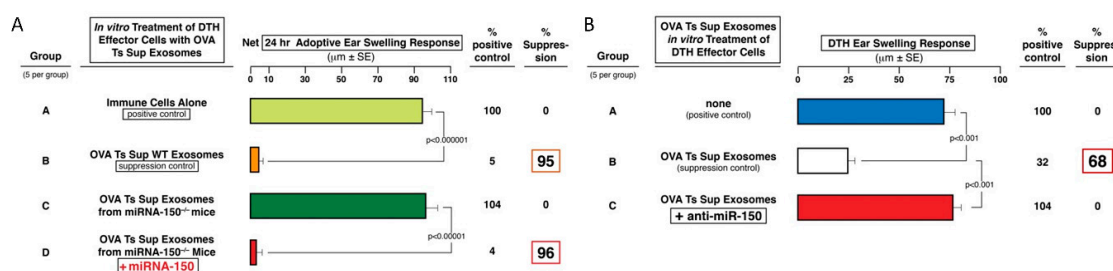 A
Group
(5 per group)
In vitro Treatment of DTH
Effector Cells with OVA
Ts Sup Exosomes
Net 24 hr Adoptive Ear Swelling Response
(µm ± SE)
0 10 30 50 70 90 110
%
positive
control
%
Suppres-
sion
A
Immune Cells Alone
positive control
100
0
p<0.000001
B
OVA Ts Sup WT Exosomes
suppression control
5
95
C
OVA Ts Sup Exosomes
from miRNA-150-/- mice
104
0
p<0.00001
D
OVA Ts Sup Exosomes
from miRNA-150-/- Mice
+miRNA-150
4
96
B
Group
(5 per group)
OVA Ts Sup Exosomes
in vitro Treatment of
DTH Effector Cells
DTH Ear Swelling Response
(µm ± SE)
0 25 50 75 100
%
positive
control
%
Suppres-
sion
A
none
(positive control)
100
0
p<0.001
B
OVA Ts Sup Exosomes
(suppression control)
32
68
p<0.001
C
OVA Ts Sup Exosomes
+ anti-miR-150
104
0